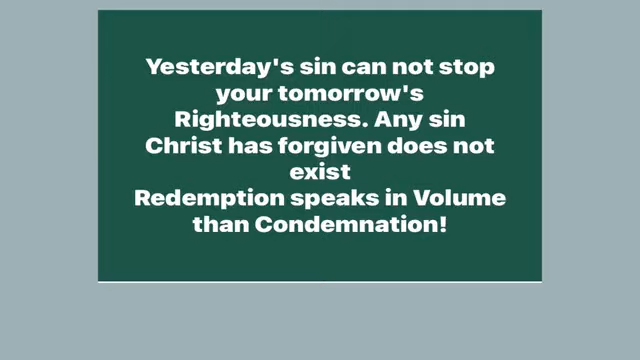 Yesterday's sin can not stop
your tomorrow's
Righteousness. Any sin
Christ has forgiven does not
exist
Redemption speaks in Volume
than Condemnation!